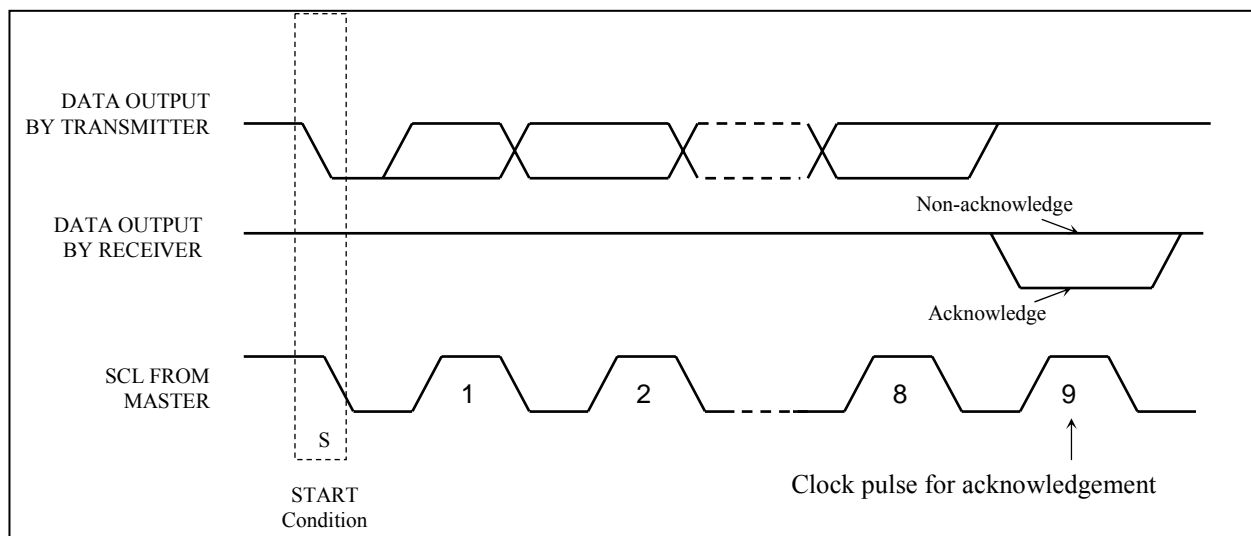 DATA OUTPUT
BY TRANSMITTER
Non-acknowledge
DATA OUTPUT
BY RECEIVER
Acknowledge
SCL FROM
MASTER
1
2
8
9
S
START
Condition
Clock pulse for acknowledgement